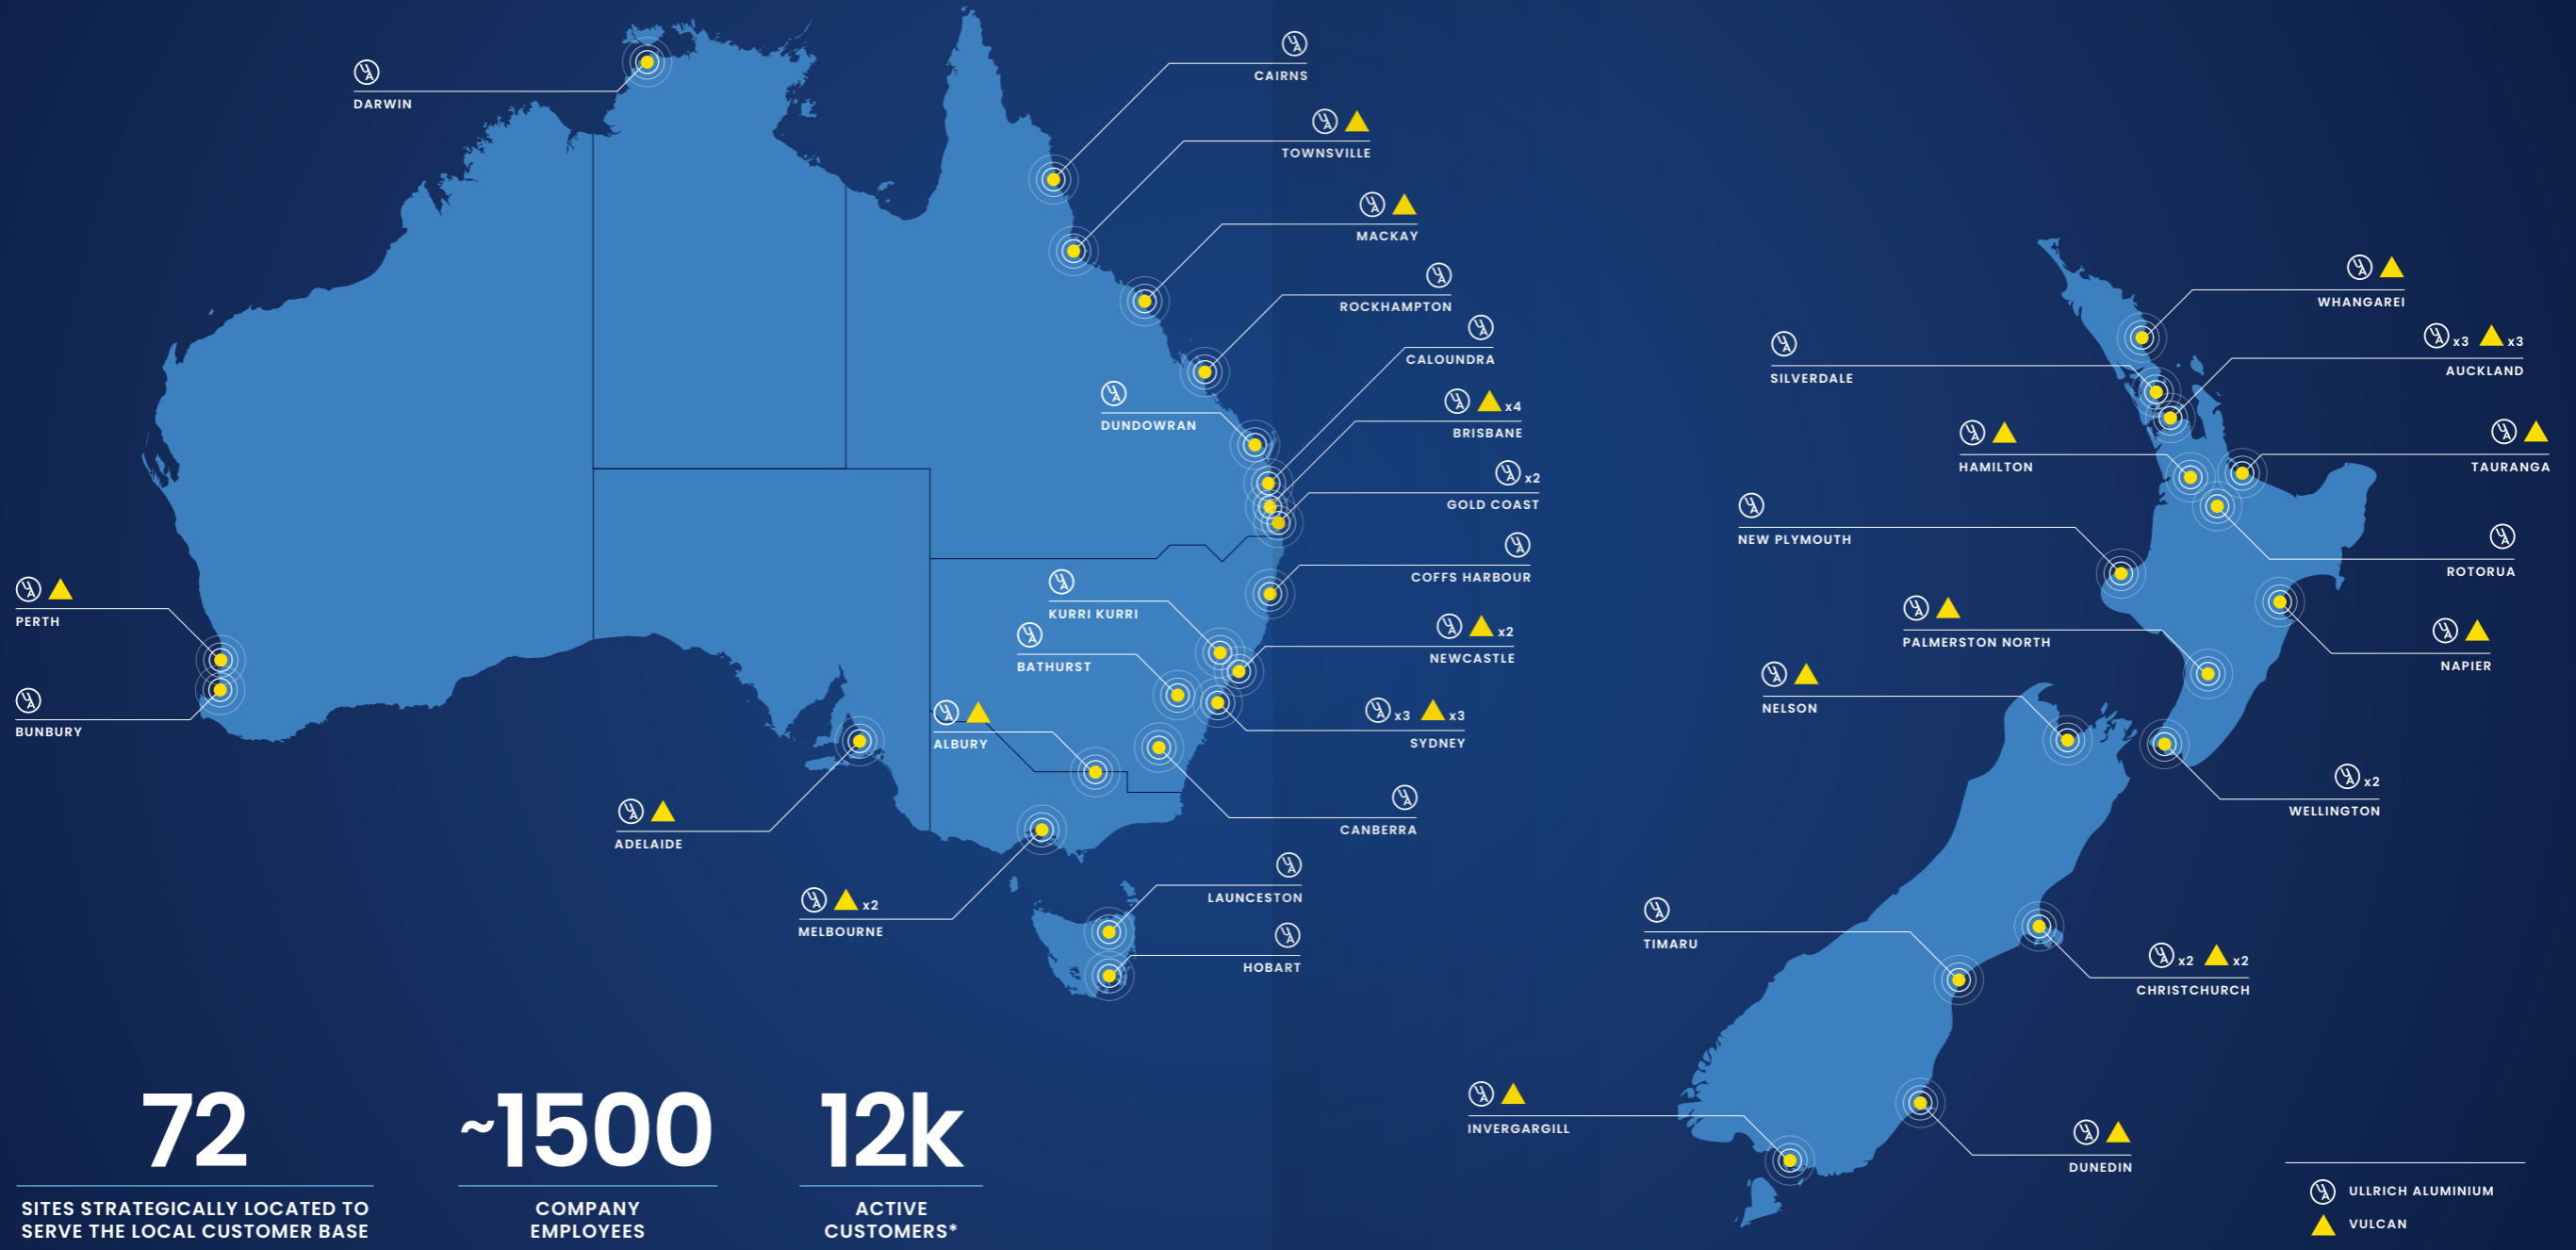 DARWIN
CAIRNS
TOWNSVILLE
MACKAY
ROCKHAMPTON
CALOUNDRA
DUNDOWRAN
x4
BRISBANE
x2
GOLD COAST
COFFS HARBOUR
KURRI KURRI
BATHURST
x2
NEWCASTLE
x3 x3
SYDNEY
ALBURY
CANBERRA
PERTH
BUNBURY
ADELAIDE
x2
MELBOURNE
LAUNCESTON
HOBART
WHANGAREI
SILVERDALE
x3 x3
AUCKLAND
HAMILTON
TAURANGA
NEW PLYMOUTH
ROTORUA
PALMERSTON NORTH
NAPIER
NELSON
x2
WELLINGTON
TIMARU
x2 x2
CHRISTCHURCH
INVERGARGILL
DUNEDIN
72
SITES STRATEGICALLY LOCATED TO
SERVE THE LOCAL CUSTOMER BASE
~1500
COMPANY
EMPLOYEES
12k
ACTIVE
CUSTOMERS*
ULLRICH ALUMINIUM
VULCAN